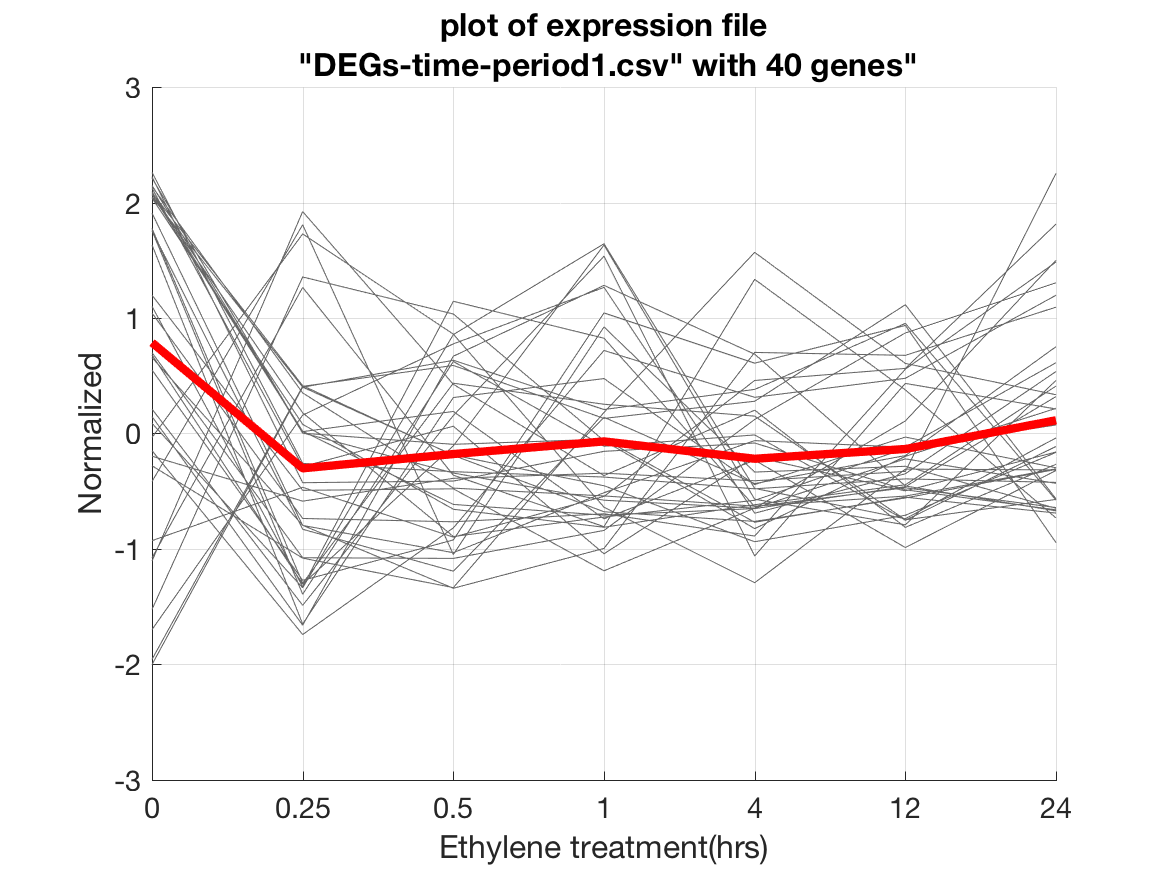 plot of expression file
"DEGs-time-period1.csv" with 40 genes"
3
2
1
0
-1
-2
-3
Normalized
0 0.25 0.5 1 4 12 24
Ethylene treatment(hrs)